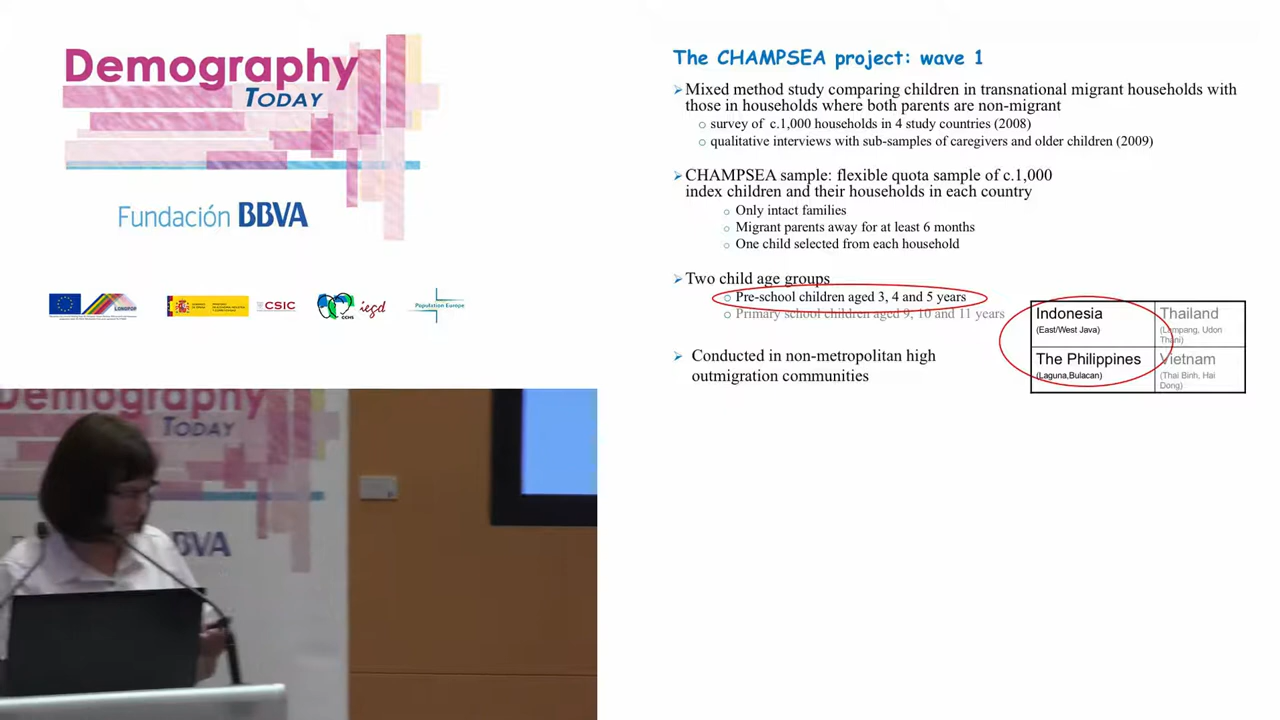 Demography
TODAY
Fundación BBVA
CSIC
CCHS
iegd
Population Europe
The CHAMPSEA project: wave 1
Mixed method study comparing children in transnational migrant households with
those in households where both parents are non-migrant
survey of c.1,000 households in 4 study countries (2008)
qualitative interviews with sub-samples of caregivers and older children (2009)
CHAMPSEA sample: flexible quota sample of c.1,000
index children and their households in each country
Only intact families
Migrant parents away for at least 6 months
One child selected from each household
Two child age groups
Pre-school children aged 3, 4 and 5 years
Primary school children aged 9, 10 and 11 years
Conducted in non-metropolitan high
outmigration communities
Indonesia
(East/West Java)
Thailand
(Lampang, Udon
Thani)
The Philippines
(Laguna,Bulacan)
Vietnam
(Thai Binh, Hai
Dong)
Demography
TODAY
BBVA